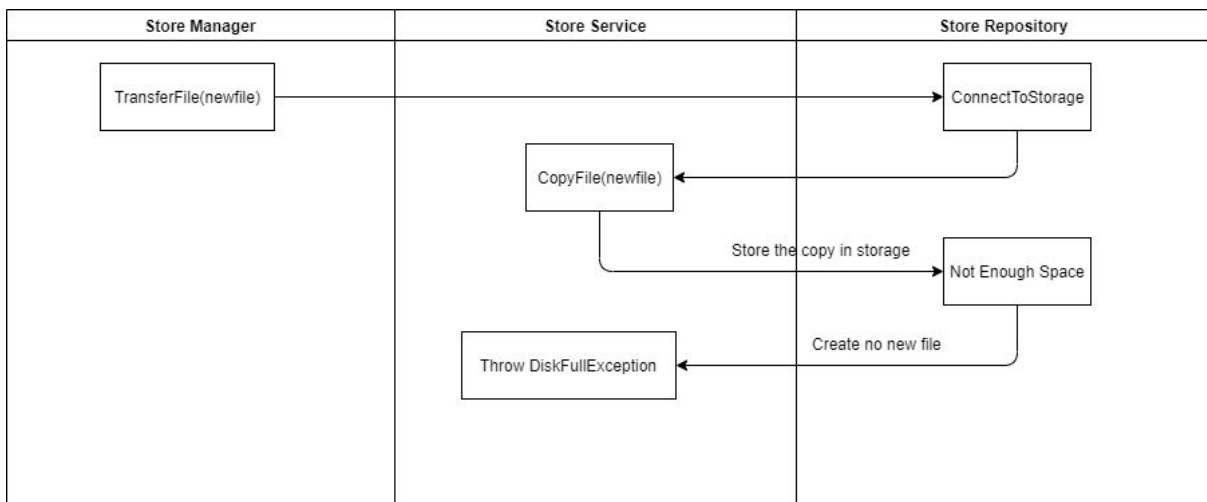 Store Manager
Store Service
Store Repository
TransferFile(newfile)
ConnectToStorage
CopyFile(newfile)
Store the copy in storage
Not Enough Space
Create no new file
Throw DiskFullException